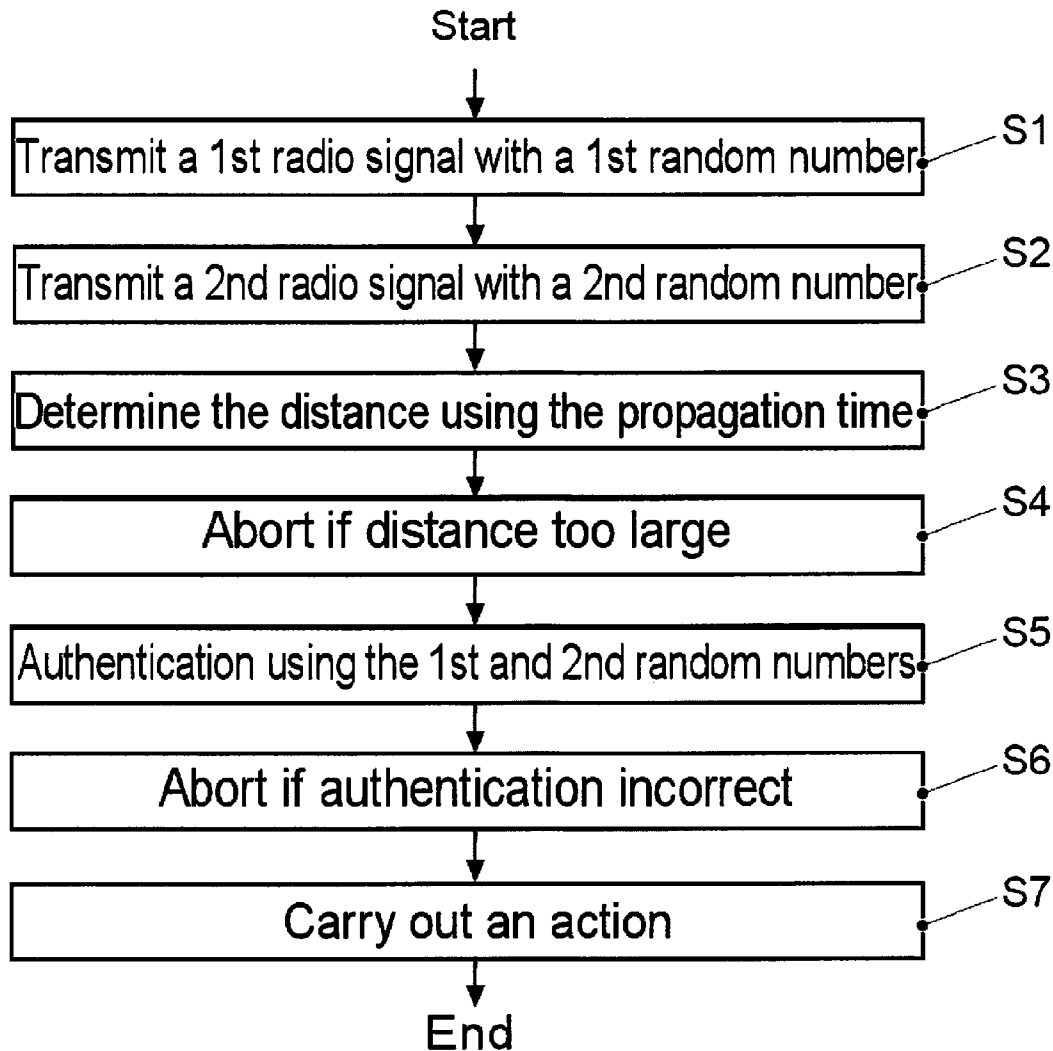 Start
Transmit a 1st radio signal with a 1st random number
S1
Transmit a 2nd radio signal with a 2nd random number
S2
Determine the distance using the propagation time
S3
Abort if distance too large
S4
Authentication using the 1st and 2nd random numbers
S5
Abort if authentication incorrect
S6
Carry out an action
S7
End